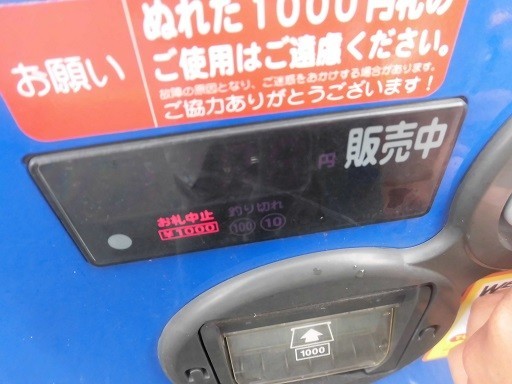 ぬれた1000円札の
お願い
ご使用はご遠慮ください。
故障の原因となり、ご迷惑をおかけする場合があります。
ご協力ありがとうございます!
円 販売中
お札中止 釣り切れ
¥1000 100 10
1000